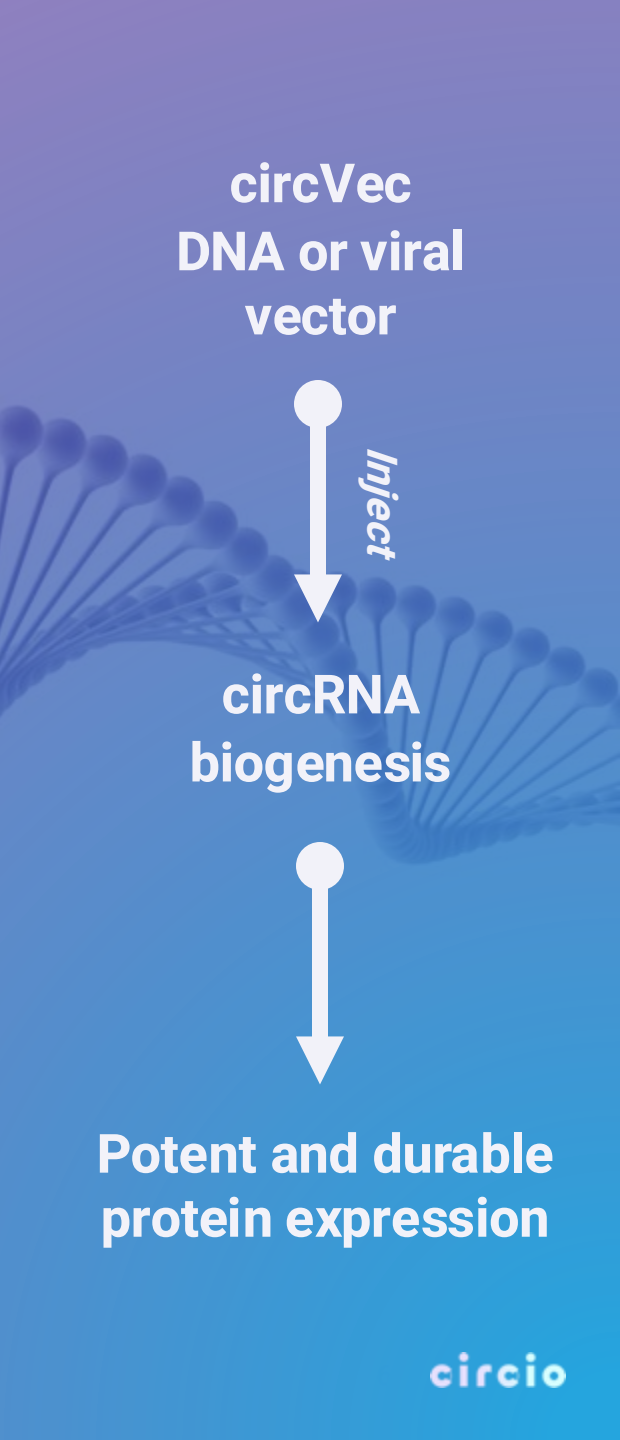 circVec
DNA or viral
vector
Inject
circRNA
biogenesis
Potent and durable
protein expression
circio